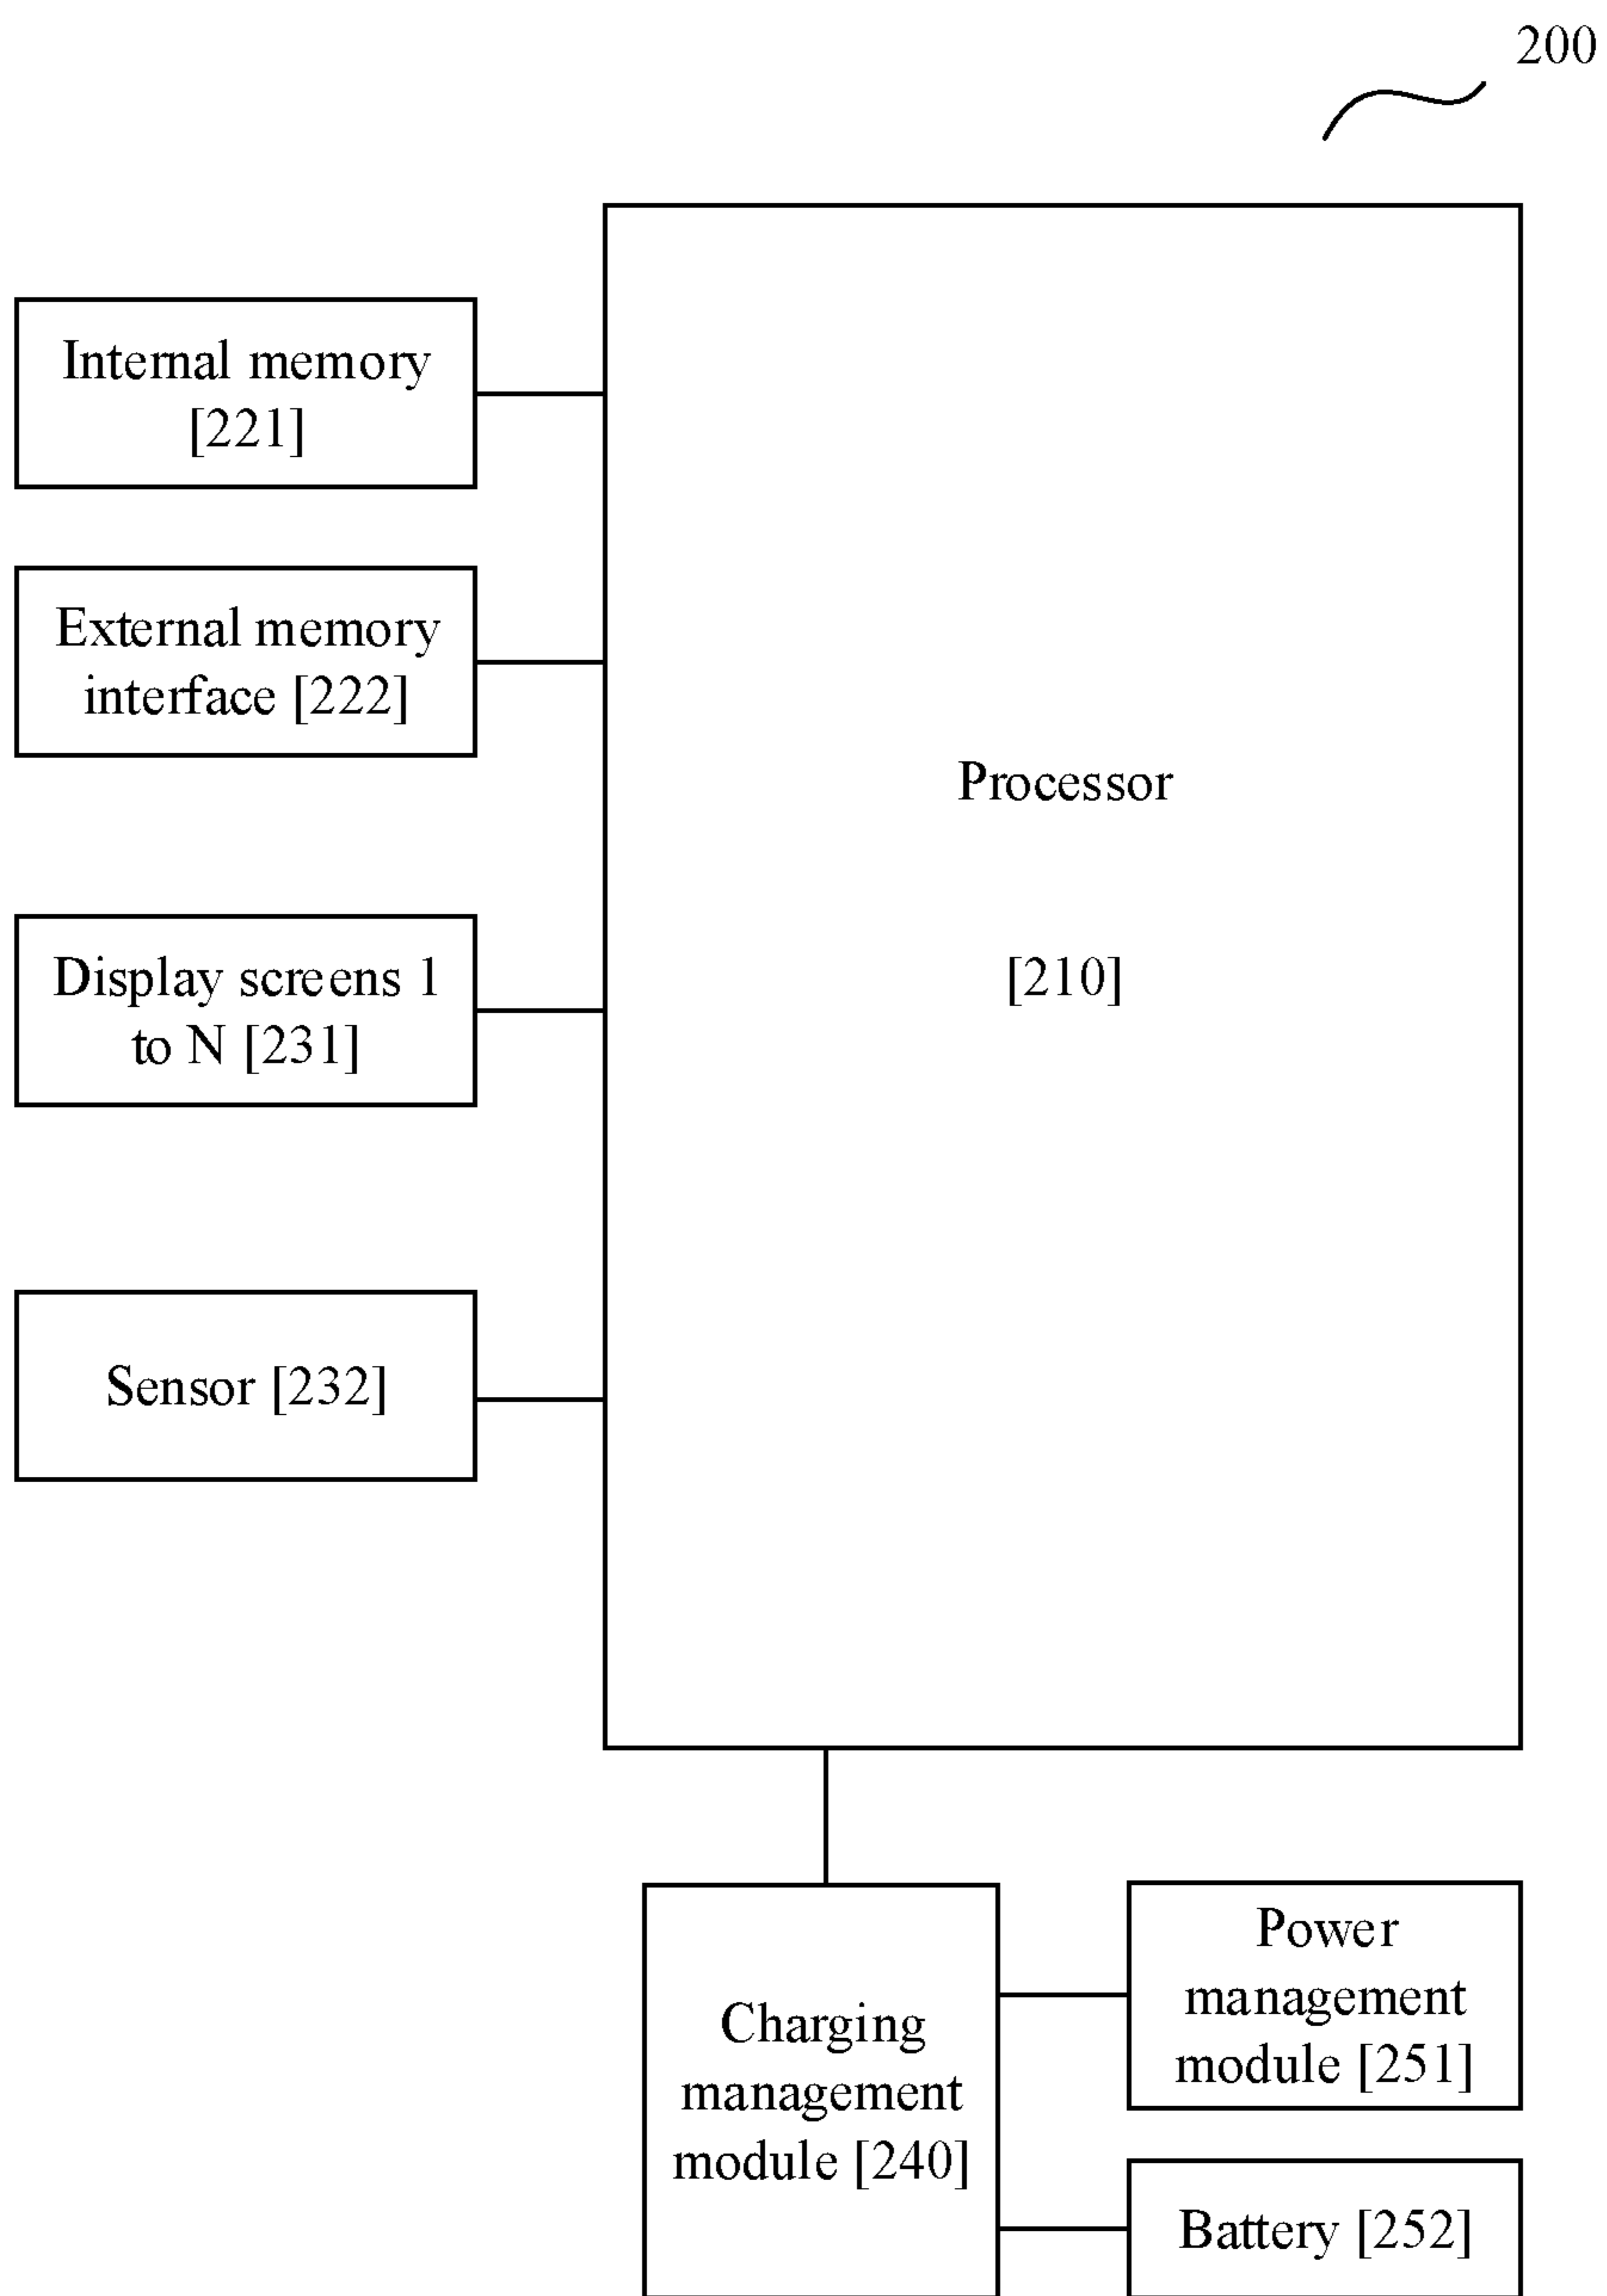 200
Internal memory
[221]
External memory
interface [222]
Processor
[210]
Display screens 1
to N [231]
Sensor [232]
Charging
management
module [240]
Power
management
module [251]
Battery [252]